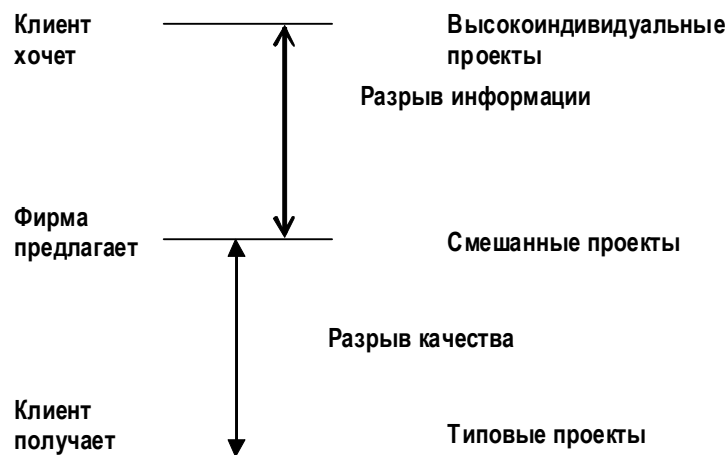 Клиент
хочет
Высокоиндивидуальные
проекты
Разрыв информации
Фирма
предлагает
Смешанные проекты
Разрыв качества
Клиент
получает
Типовые проекты